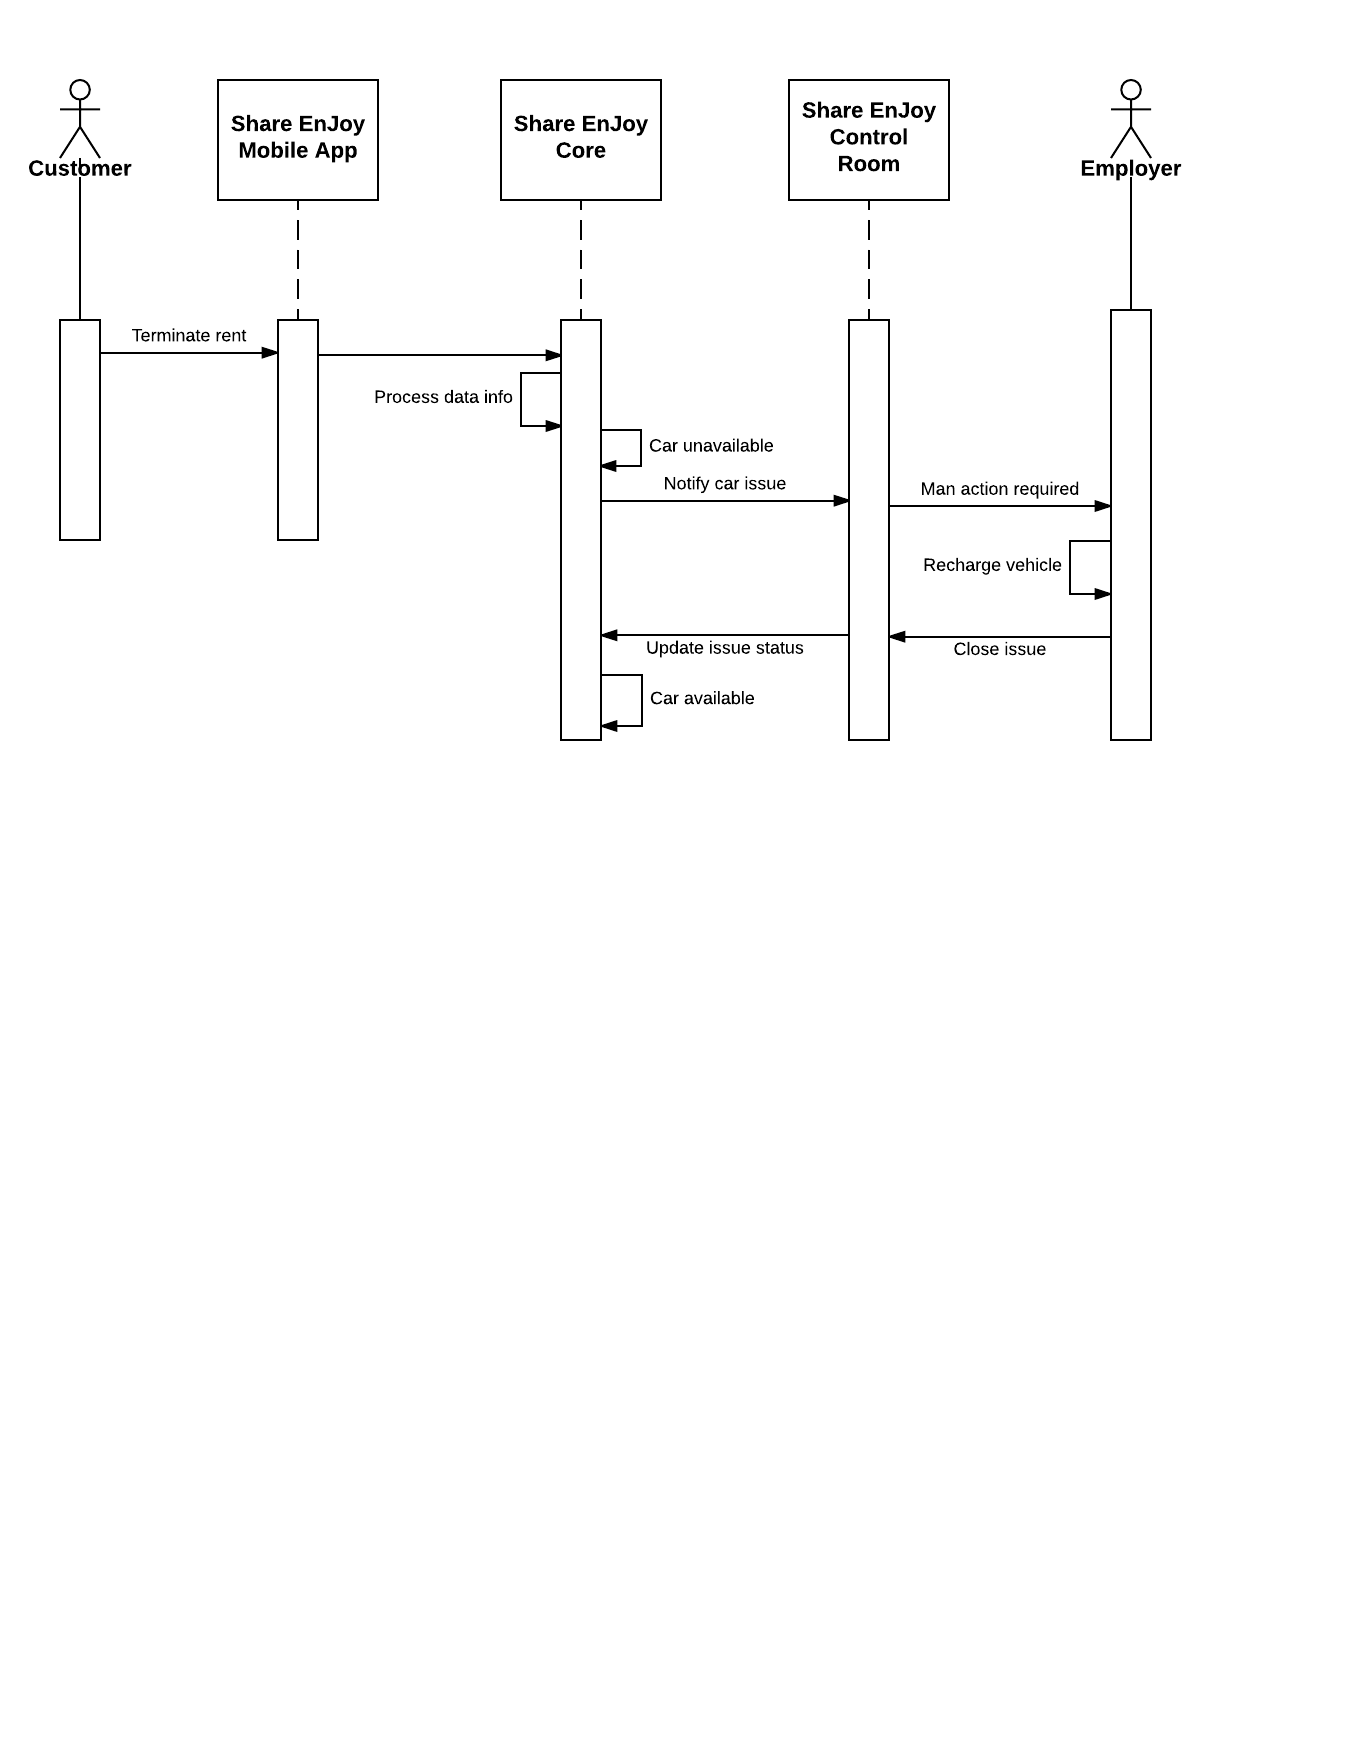 Customer
Share EnJoy
Mobile App
Share EnJoy
Core
Share EnJoy
Control
Room
Employer
Terminate rent
Process data info
Car unavailable
Notify car issue
Man action required
Recharge vehicle
Update issue status
Close issue
Car available